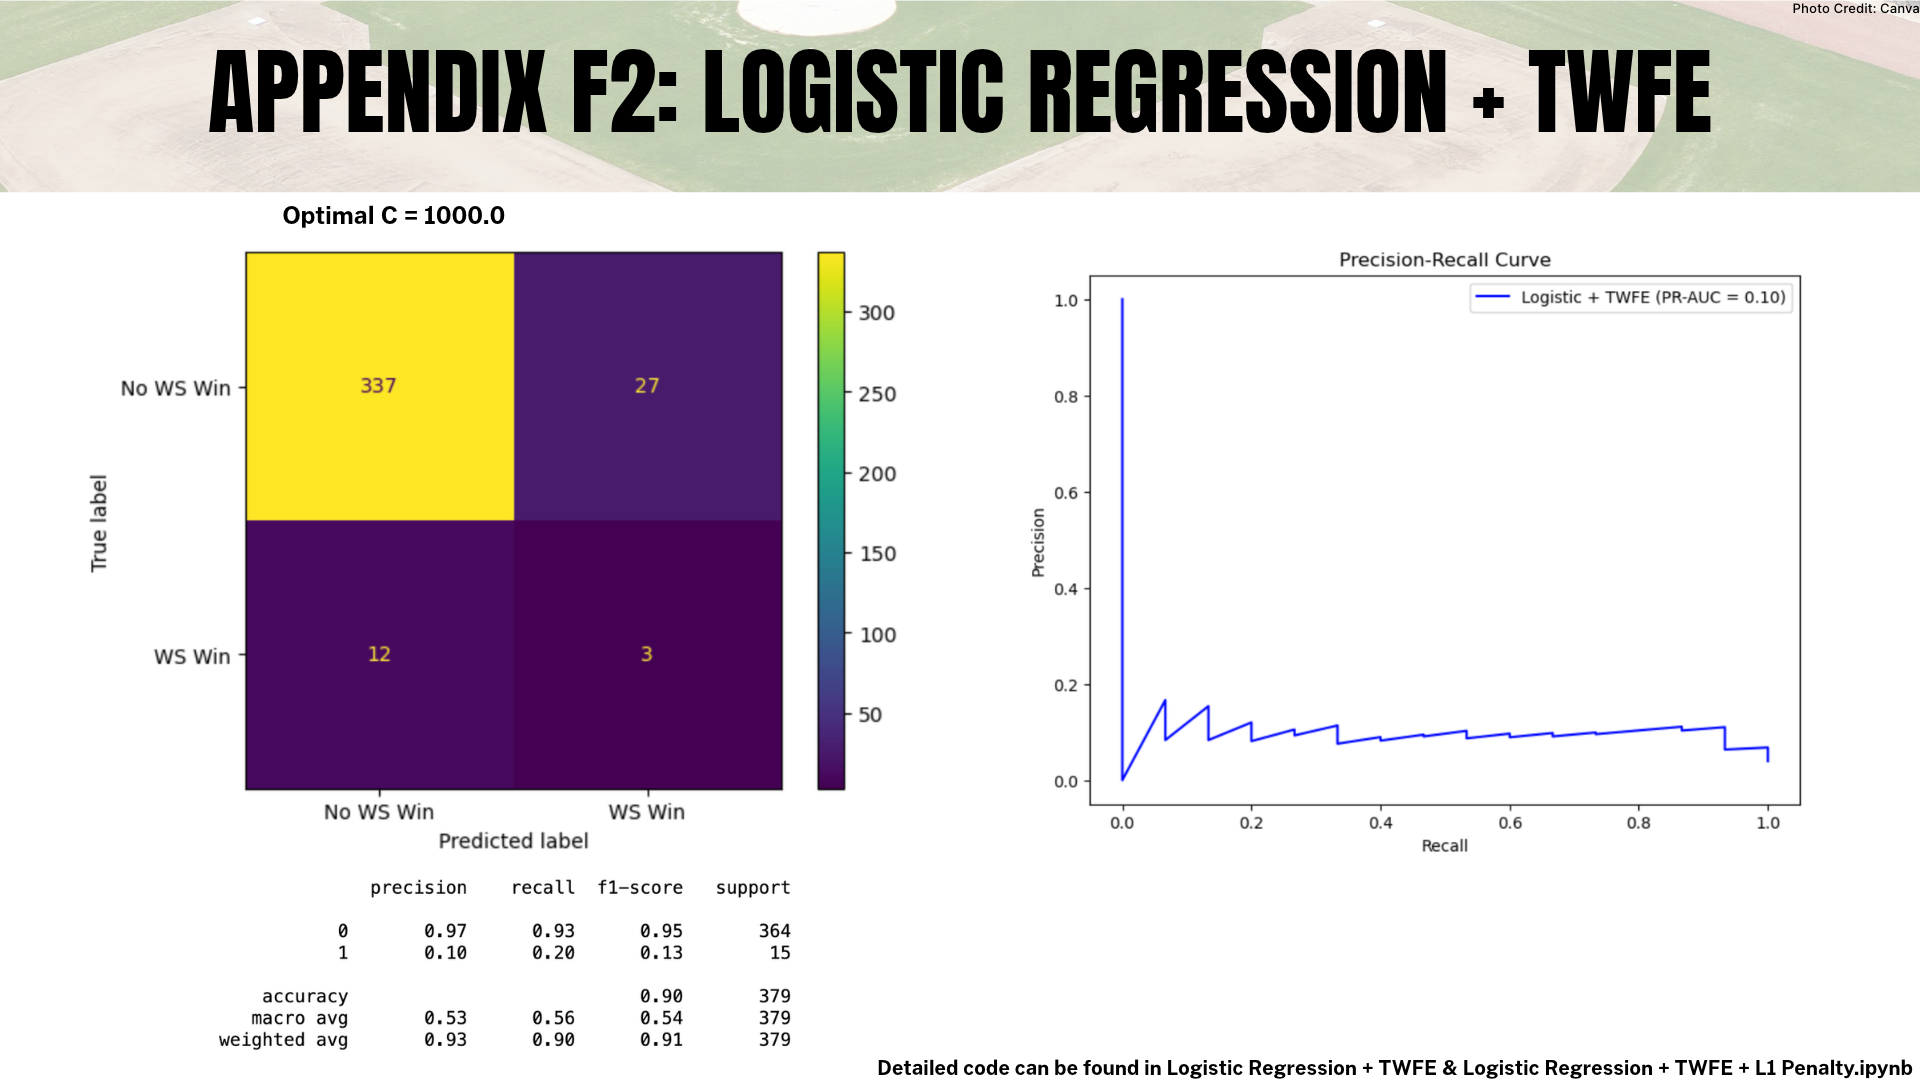 Photo Credit: Canva
APPENDIX F2: LOGISTIC REGRESSION + TWFE
Optimal C = 1000.0
True label
No WS Win
WS Win
337
27
12
3
No WS Win
WS Win
Predicted label
300
250
200
150
100
50
precision recall f1-score support
0 0.97 0.93 0.95 364
1 0.10 0.20 0.13 15
accuracy 0.90 379
macro avg 0.53 0.56 0.54 379
weighted avg 0.93 0.90 0.91 379
Precision-Recall Curve
Logistic + TWFE (PR-AUC = 0.10)
Precision
1.0
0.8
0.6
0.4
0.2
0.0
0.0 0.2 0.4 0.6 0.8 1.0
Recall
Detailed code can be found in Logistic Regression + TWFE & Logistic Regression + TWFE + L1 Penalty.ipynb